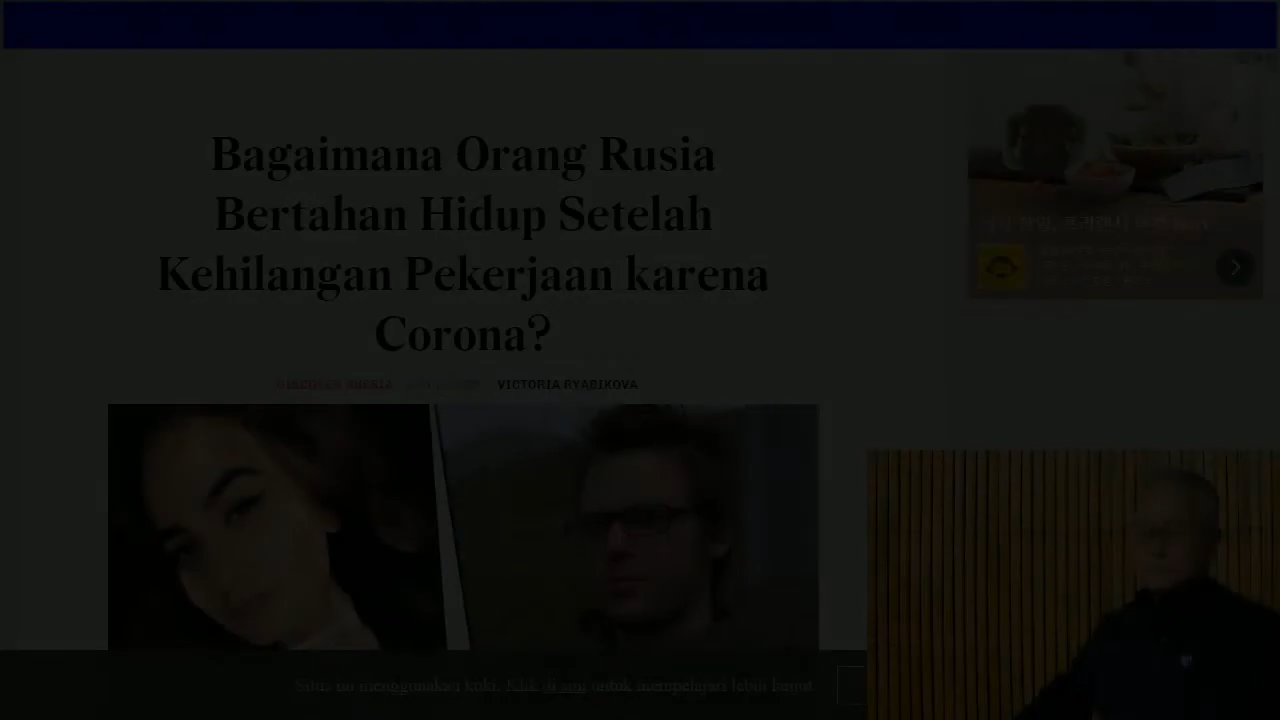 Bagaimana Orang Rusia
Bertahan Hidup Setelah
Kehilangan Pekerjaan karena
Corona?
VICTORIA RYABIKOVA
Situs ini menggunakan kuki. Klik di sini untuk mempelajari lebih lanjut.